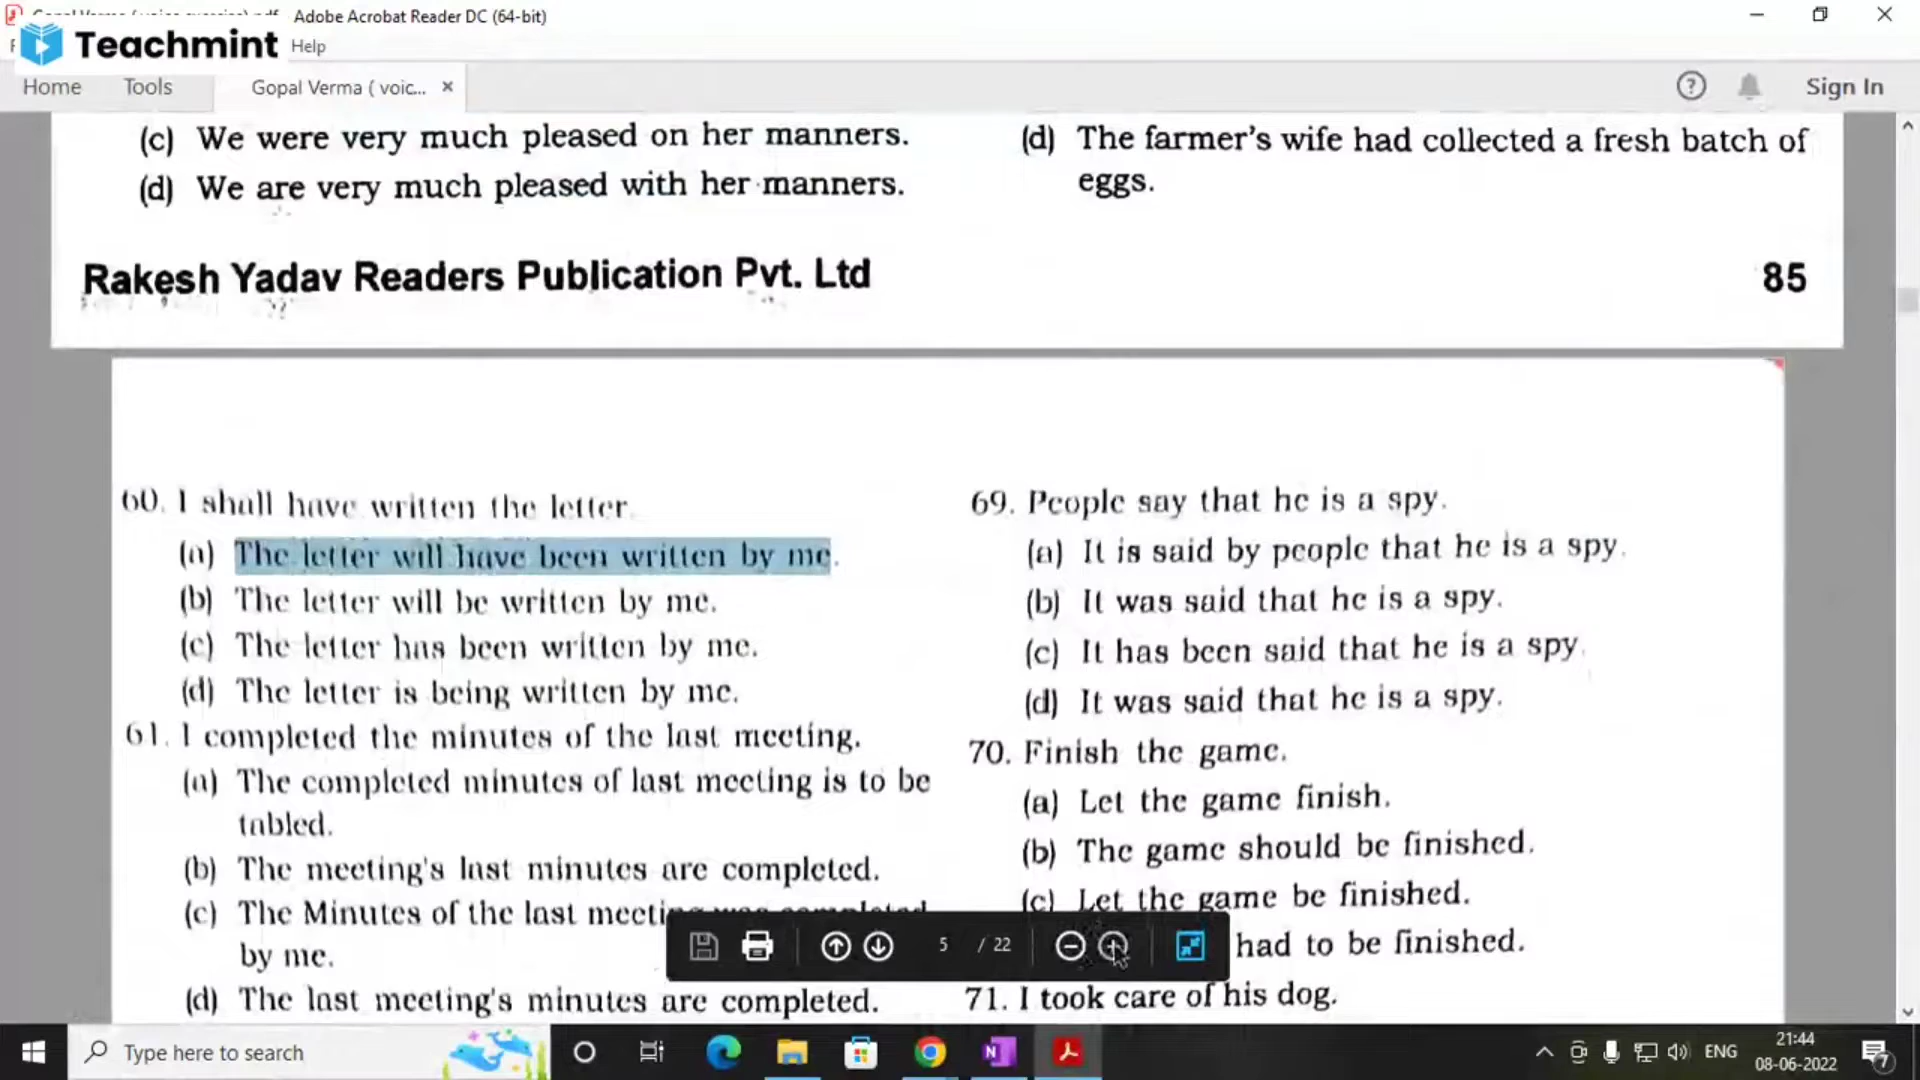 Adobe Acrobat Reader DC (64-bit)
Teachmint
Help
Home
Tools
Gopal Verma ( voic...
Sign In
(c) We were very much pleased on her manners.
(d) We are very much pleased with her manners.
(d) The farmer's wife had collected a fresh batch of
eggs.
Rakesh Yadav Readers Publication Pvt. Ltd
85
60. I shall have written the letter.
(a) The letter will have been written by me.
(b) The letter will be written by me.
(c) The letter has been written by me.
(d) The letter is being written by me.
61. I completed the minutes of the last meeting.
(a) The completed minutes of last meeting is to be
tabled.
(b) The meeting's last minutes are completed.
(c) The Minutes of the last meeting was completed
by me.
(d) The last meeting's minutes are completed.
69. People say that he is a spy.
(a) It is said by people that he is a spy.
(b) It was said that he is a spy.
(c) It has been said that he is a spy.
(d) It was said that he is a spy.
70. Finish the game.
(a) Let the game finish.
(b) The game should be finished.
(c) Let the game be finished.
had to be finished.
71. I took care of his dog.
5 / 22
Type here to search
ENG
21:44
08-06-2022
7